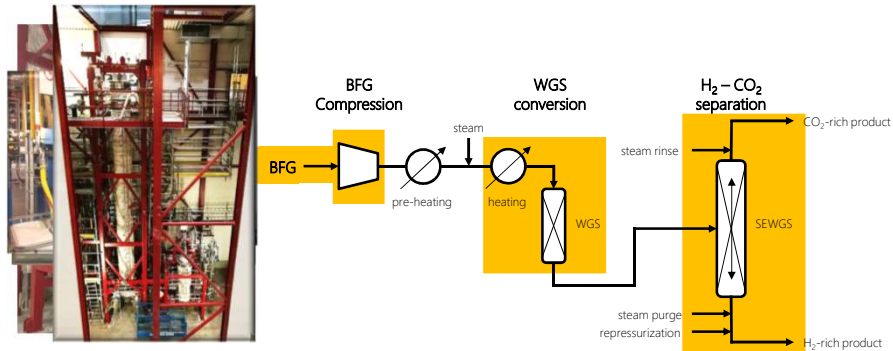 BFG
Compression
WGS
conversion
H₂ – CO₂
separation
CO₂-rich product
steam
steam rinse
BFG
pre-heating
heating
WGS
SEWGS
steam purge
repressurization
H₂-rich product